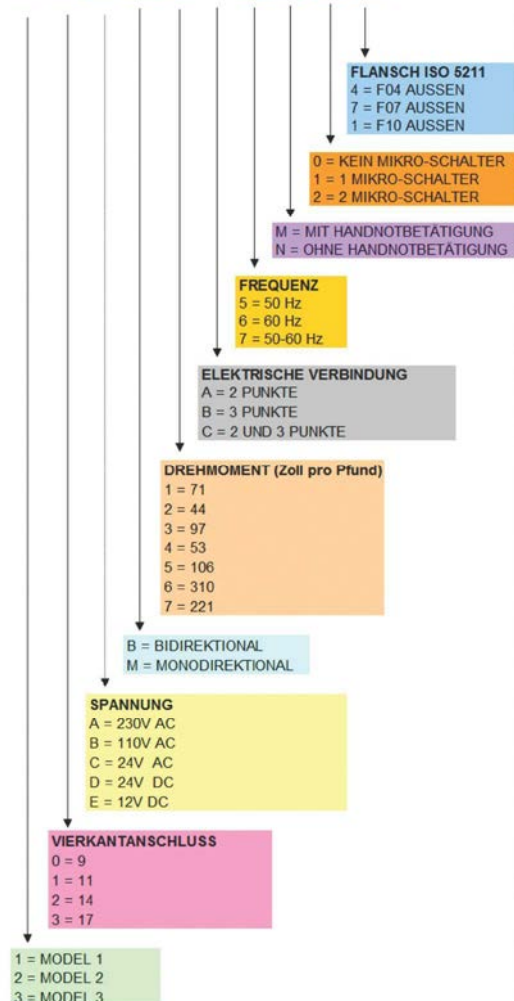 FLANSCH ISO 5211
4 = F04 AUSSEN
7 = F07 AUSSEN
1 = F10 AUSSEN
0 = KEIN MIKRO-SCHALTER
1 = 1 MIKRO-SCHALTER
2 = 2 MIKRO-SCHALTER
M = MIT HANDNOTBETÄTIGUNG
N = OHNE HANDNOTBETÄTIGUNG
FREQUENZ
5 = 50 Hz
6 = 60 Hz
7 = 50-60 Hz
ELEKTRISCHE VERBINDUNG
A = 2 PUNKTE
B = 3 PUNKTE
C = 2 UND 3 PUNKTE
DREHMOMENT (Zoll pro Pfund)
1 = 71
2 = 44
3 = 97
4 = 53
5 = 106
6 = 310
7 = 221
B = BIDIREKTIONAL
M = MONODIREKTIONAL
SPANNUNG
A = 230V AC
B = 110V AC
C = 24V AC
D = 24V DC
E = 12V DC
VIERKANTANSCHLUSS
0 = 9
1 = 11
2 = 14
3 = 17
1 = MODEL 1
2 = MODEL 2
3 = MODEL 3